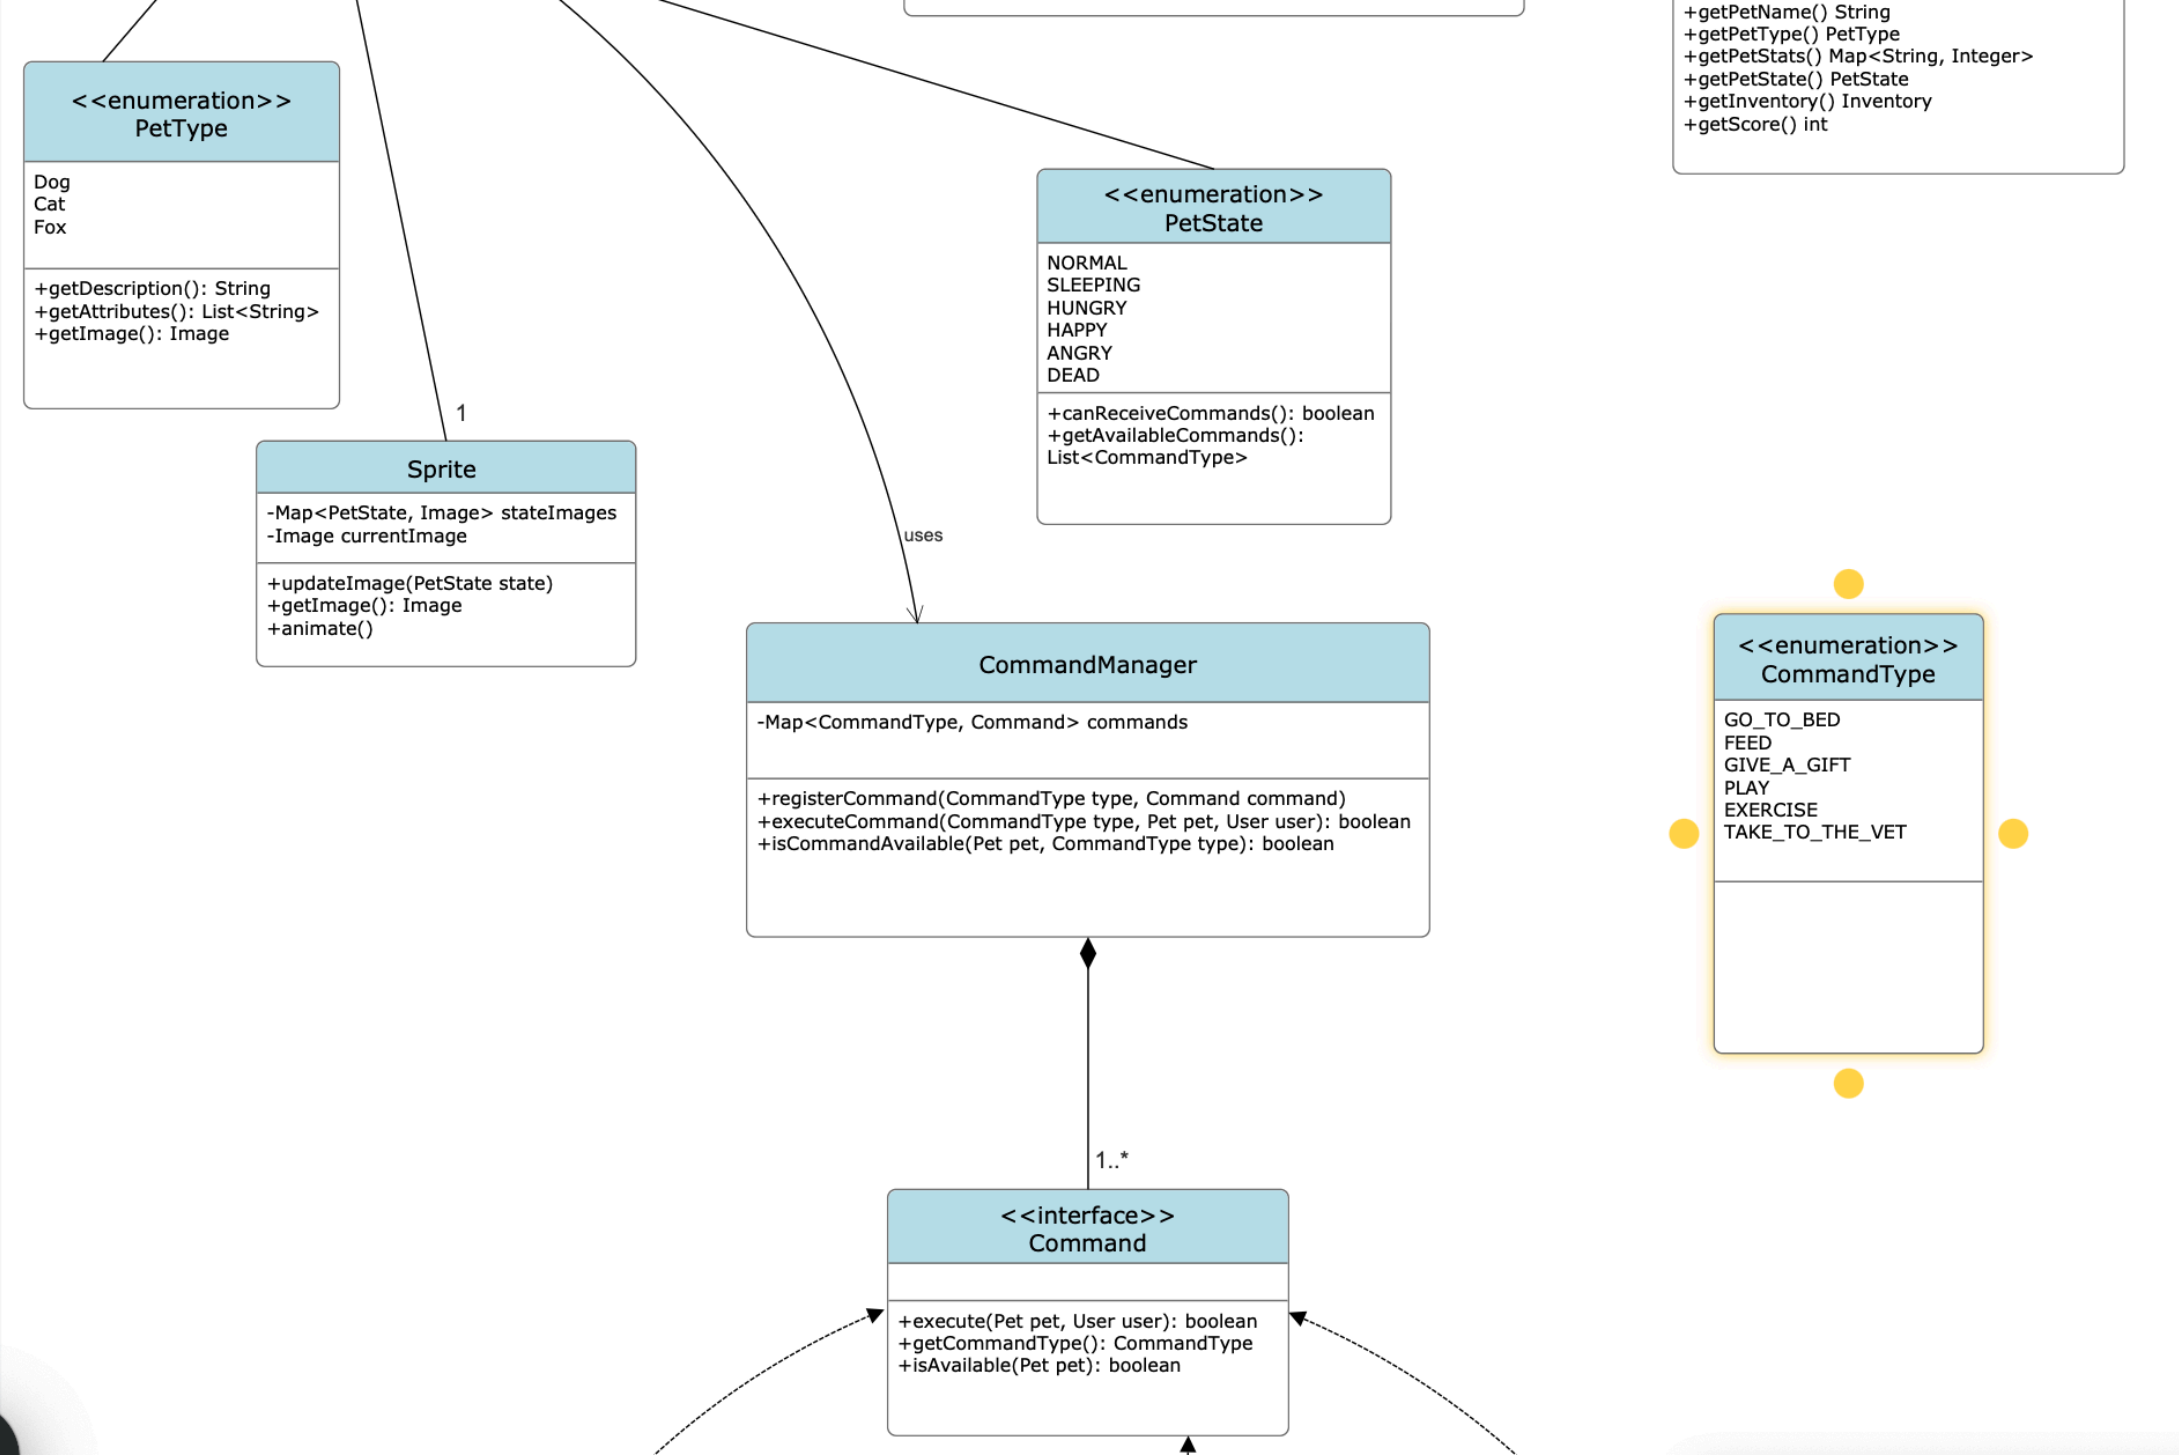 +getPetName() String
+getPetType() PetType
+getPetStats() Map<String, Integer>
+getPetState() PetState
+getInventory() Inventory
+getScore() int
<<enumeration>>
PetType
Dog
Cat
Fox
+getDescription(): String
+getAttributes(): List<String>
+getImage(): Image
<<enumeration>>
PetState
NORMAL
SLEEPING
HUNGRY
HAPPY
ANGRY
DEAD
+canReceiveCommands(): boolean
+getAvailableCommands():
List<CommandType>
1
Sprite
-Map<PetState, Image> stateImages
-Image currentImage
+updateImage(PetState state)
+getImage(): Image
+animate()
uses
CommandManager
-Map<CommandType, Command> commands
+registerCommand(CommandType type, Command command)
+executeCommand(CommandType type, Pet pet, User user): boolean
+isCommandAvailable(Pet pet, CommandType type): boolean
<<enumeration>>
CommandType
GO_TO_BED
FEED
GIVE_A_GIFT
PLAY
EXERCISE
TAKE_TO_THE_VET
1..*
<<interface>>
Command
+execute(Pet pet, User user): boolean
+getCommandType(): CommandType
+isAvailable(Pet pet): boolean